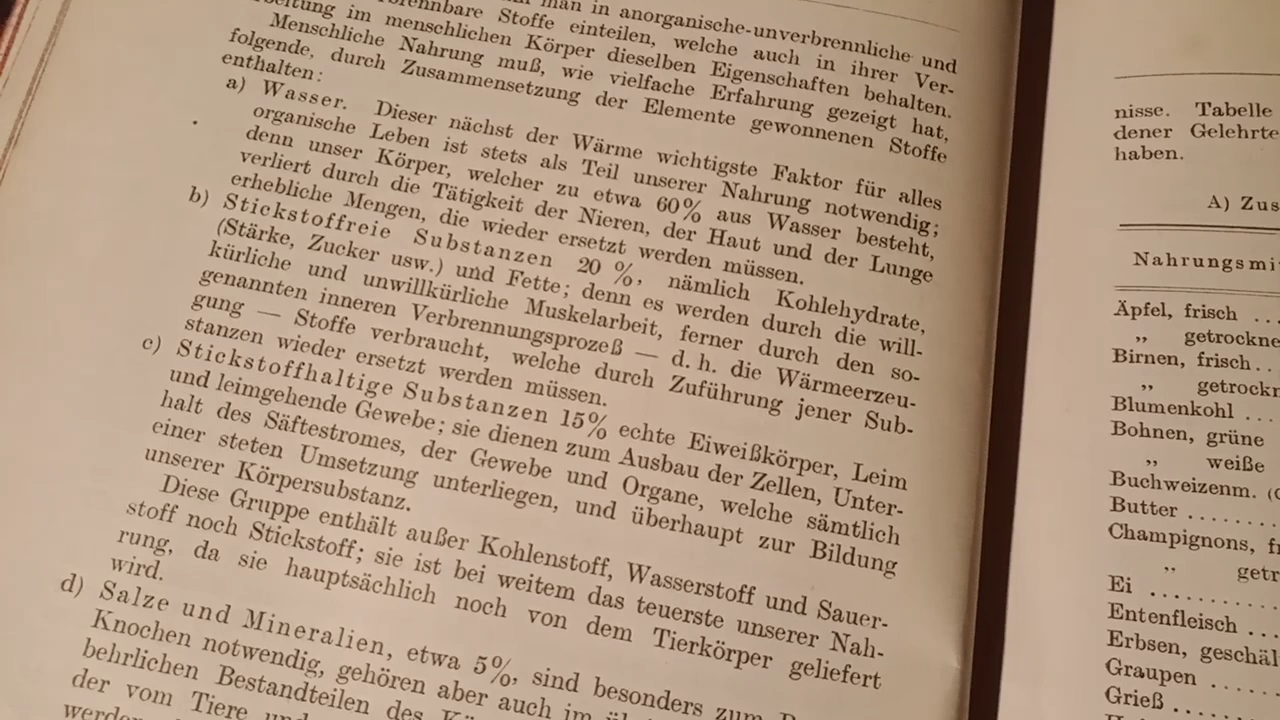 man in anorganische-unverbrennliche und
brennbare Stoffe einteilen, welche auch in ihrer Ver-
arbeitung im menschlichen Körper dieselben Eigenschaften behalten.
Menschliche Nahrung muß, wie vielfache Erfahrung gezeigt hat,
folgende, durch Zusammensetzung der Elemente gewonnenen Stoffe
enthalten:
a) Wasser. Dieser nächst der Wärme wichtigste Faktor für alles
organische Leben ist stets als Teil unserer Nahrung notwendig;
denn unser Körper, welcher zu etwa 60% aus Wasser besteht,
verliert durch die Tätigkeit der Nieren, der Haut und der Lunge
erhebliche Mengen, die wieder ersetzt werden müssen.
b) Stickstoffreie Substanzen 20 %, nämlich Kohlehydrate,
(Stärke, Zucker usw.) und Fette; denn es werden durch die will-
kürliche und unwillkürliche Muskelarbeit, ferner durch den so-
genannten inneren Verbrennungsprozeß — d. h. die Wärmeerzeu-
gung — Stoffe verbraucht, welche durch Zuführung jener Sub-
stanzen wieder ersetzt werden müssen.
c) Stickstoffhaltige Substanzen 15% echte Eiweißkörper, Leim
und leimgehende Gewebe; sie dienen zum Ausbau der Zellen, Unter-
halt des Säftestromes, der Gewebe und Organe, welche sämtlich
einer steten Umsetzung unterliegen, und überhaupt zur Bildung
unserer Körpersubstanz.
Diese Gruppe enthält außer Kohlenstoff, Wasserstoff und Sauer-
stoff noch Stickstoff; sie ist bei weitem das teuerste unserer Nah-
rung, da sie hauptsächlich noch von dem Tierkörper geliefert
wird.
d) Salze und Mineralien, etwa 5%, sind besonders zum
Knochen notwendig, gehören aber auch im
behrlichen Bestandteilen des
der vom Tiere und
werden
nisse. Tabelle
dener Gelehrte
haben.
A) Zus
Nahrungsmi
Äpfel, frisch ...
„ getrockne
Birnen, frisch ..
„ getrockn
Blumenkohl ...
Bohnen, grüne
„ weiße
Buchweizenm. (
Butter ........
Champignons, fr
„ getr
Ei ..........
Entenfleisch ...
Erbsen, geschäl
Graupen ......
Grieß ........